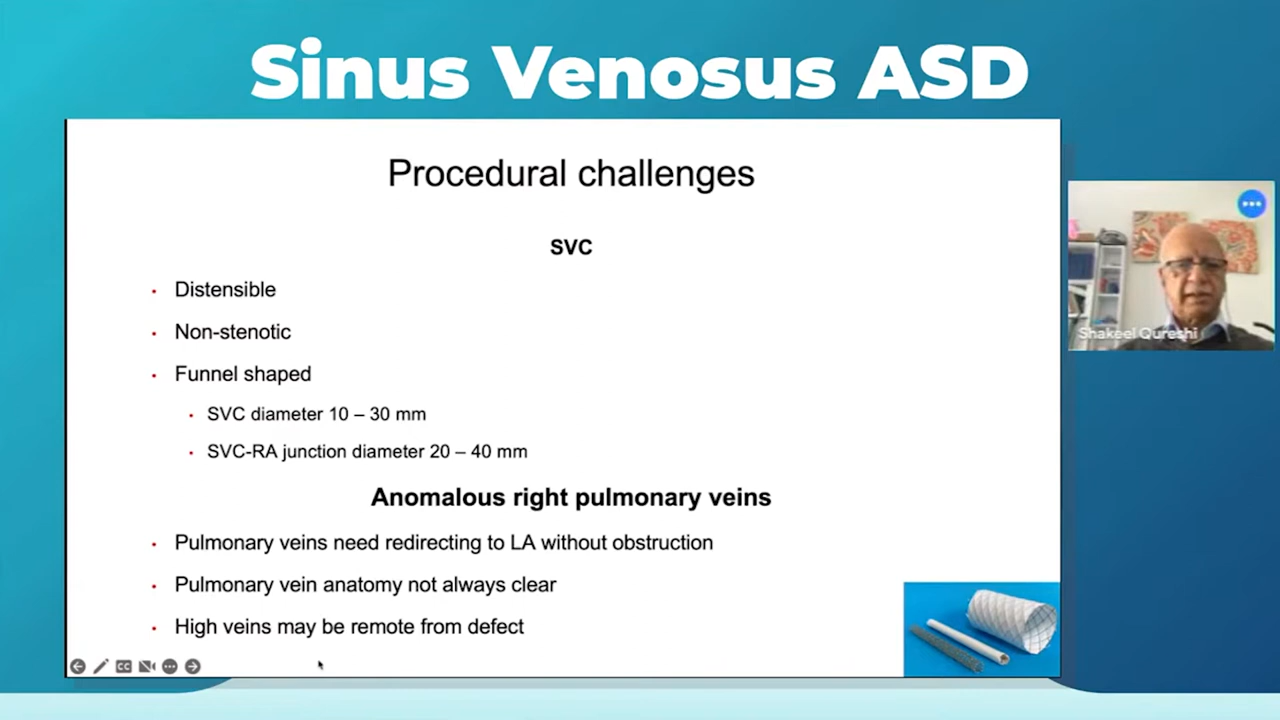 Sinus Venosus ASD
Procedural challenges
SVC
Distensible
Non-stenotic
Funnel shaped
SVC diameter 10 – 30 mm
SVC-RA junction diameter 20 – 40 mm
Anomalous right pulmonary veins
Pulmonary veins need redirecting to LA without obstruction
Pulmonary vein anatomy not always clear
High veins may be remote from defect
CC
Shakeel Qureshi